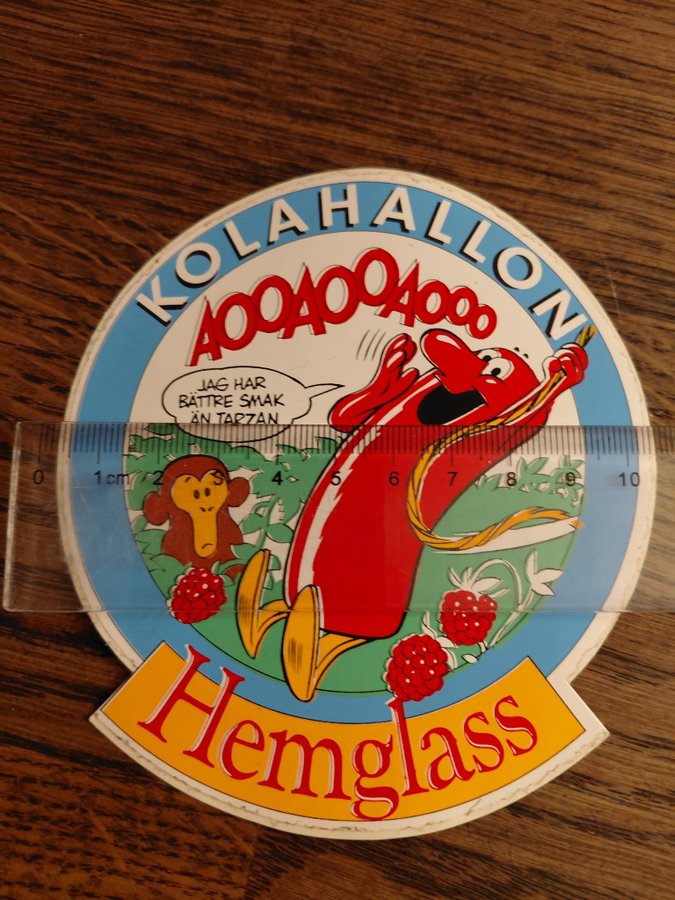 KOLAHALLON
AOOAOOAOOO
JAG HAR
BÄTTRE SMAK
ÄN TARZAN
0 1cm 2 3 4 5 6 7 8 9 10
Hemglass